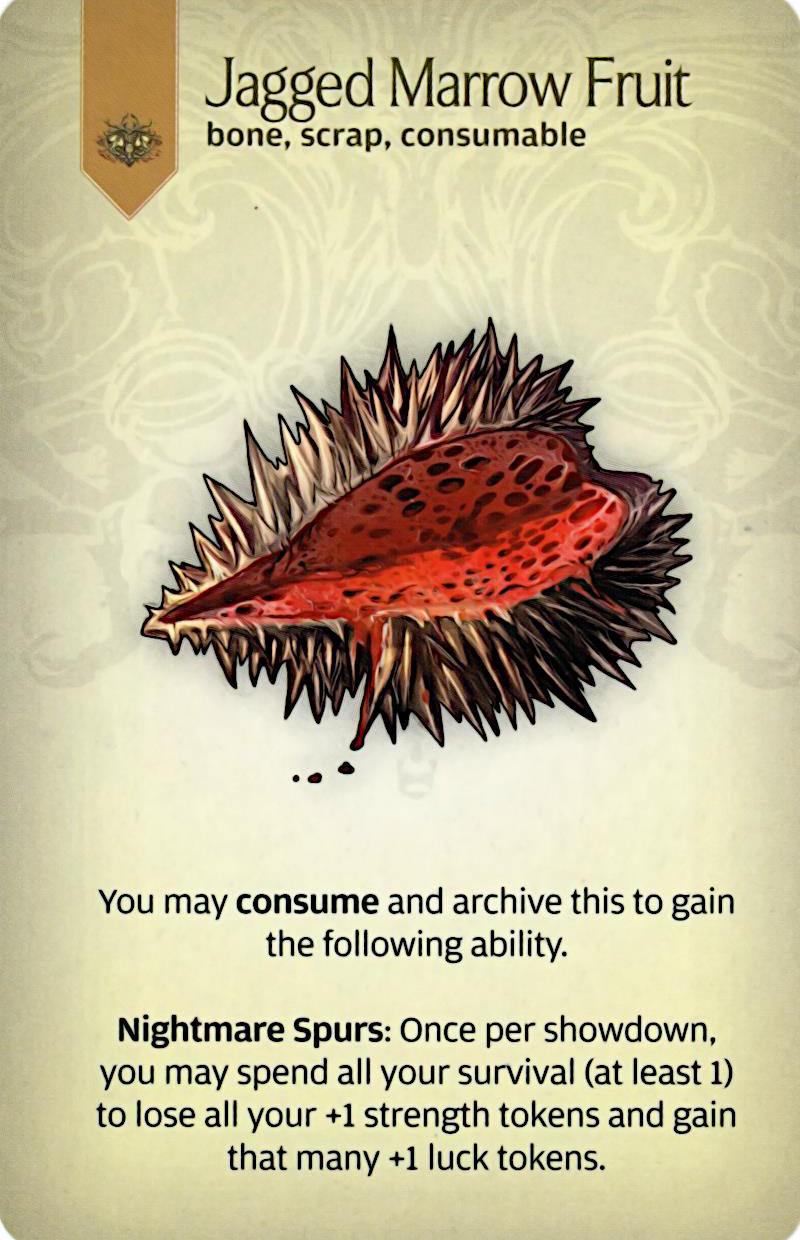 Jagged Marrow Fruit
bone, scrap, consumable
You may consume and archive this to gain
the following ability.
Nightmare Spurs: Once per showdown,
you may spend all your survival (at least 1)
to lose all your +1 strength tokens and gain
that many +1 luck tokens.